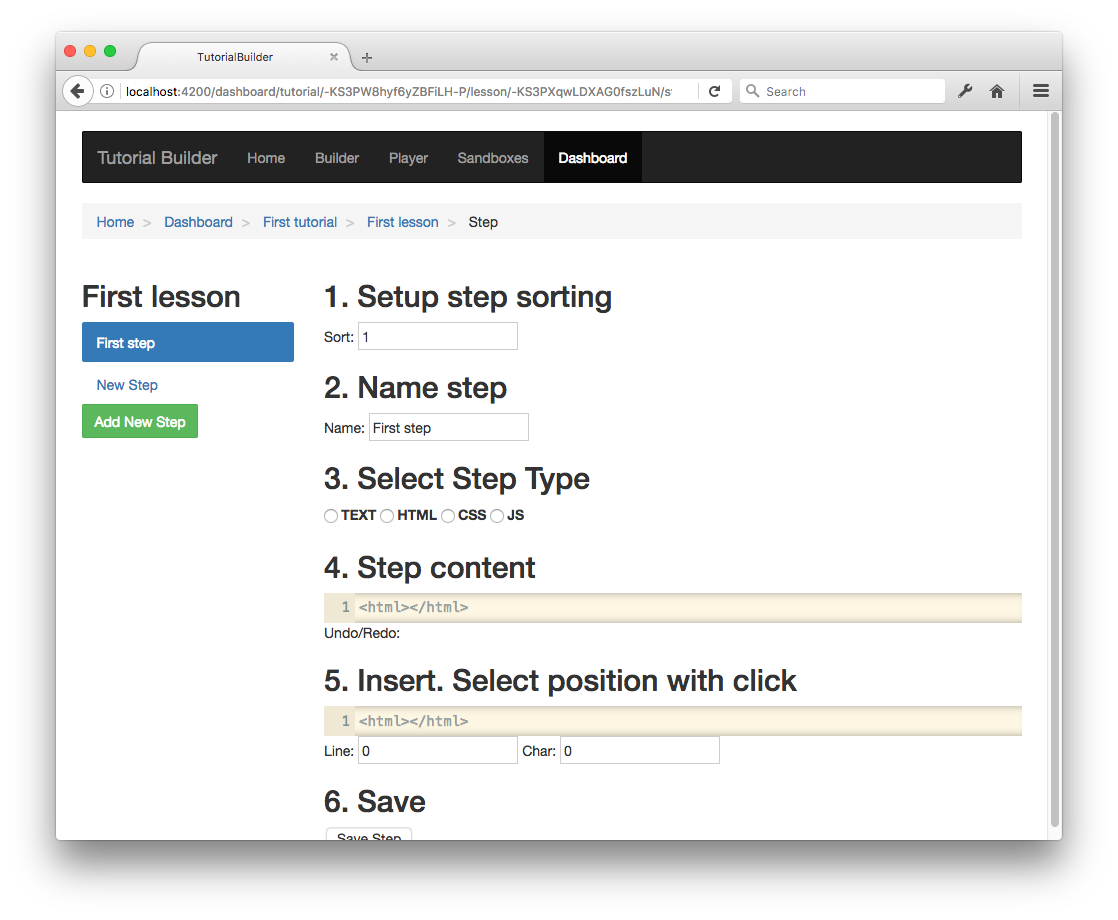 TutorialBuilder
localhost:4200/dashboard/tutorial/-KS3PW8hyf6yZBFiLH-P/lesson/-KS3PXqwLDXAG0fszLuN/s
Search
Tutorial Builder Home Builder Player Sandboxes Dashboard
Home > Dashboard > First tutorial > First lesson > Step
First lesson
First step
New Step
Add New Step
1. Setup step sorting
Sort: 1
2. Name step
Name: First step
3. Select Step Type
TEXT HTML CSS JS
4. Step content
1 <html></html>
Undo/Redo:
5. Insert. Select position with click
1 <html></html>
Line: 0 Char: 0
6. Save
Save Step